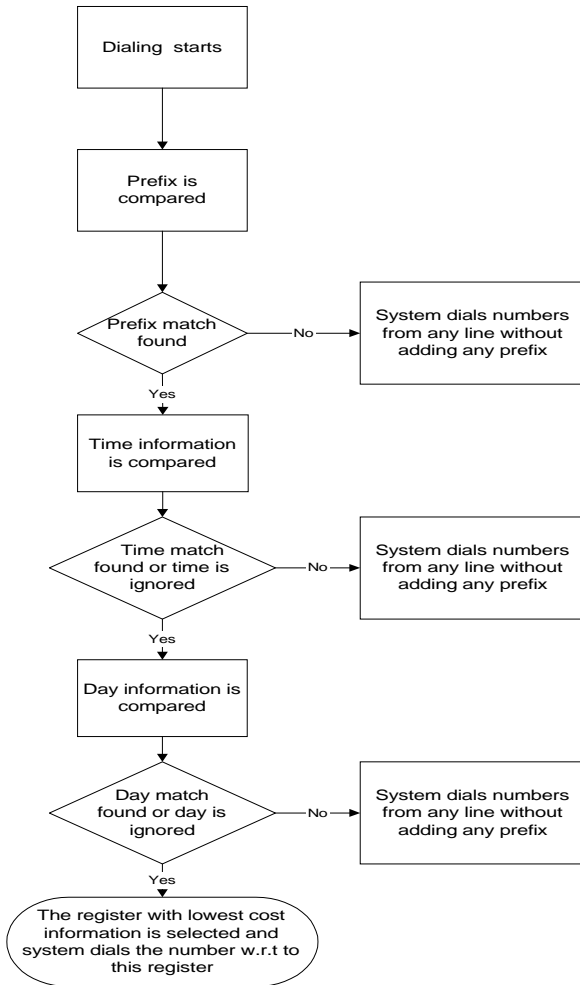 Dialing starts
Prefix is
compared
Prefix match
found
No
System dials numbers
from any line without
adding any prefix
Yes
Time information
is compared
Time match
found or time is
ignored
No
System dials numbers
from any line without
adding any prefix
Yes
Day information is
compared
Day match
found or day is
ignored
No
System dials numbers
from any line without
adding any prefix
Yes
The register with lowest cost
information is selected and
system dials the number w.r.t to
this register